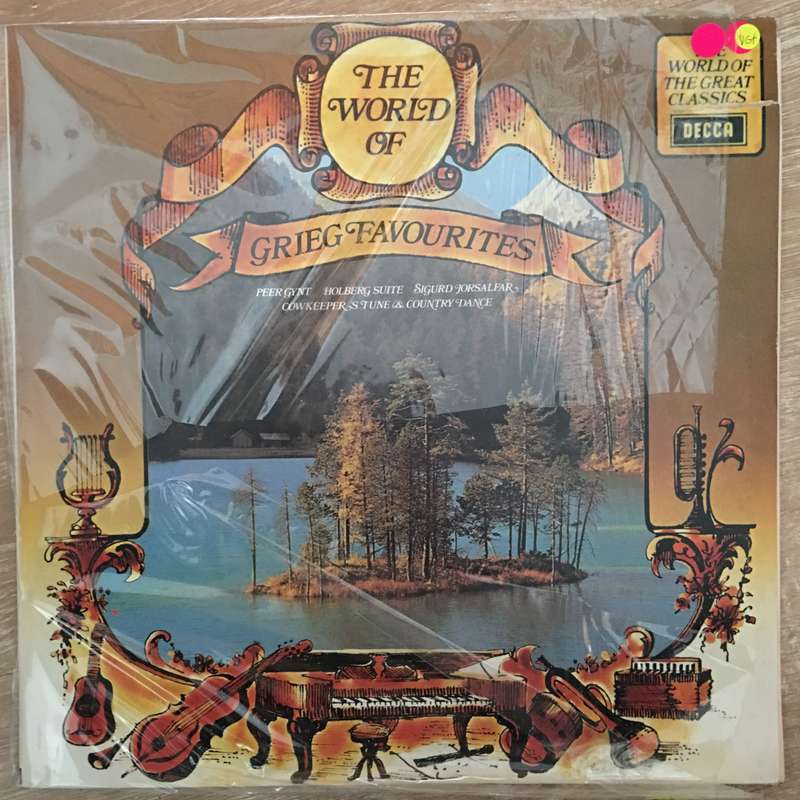 THE
WORLD
OF
GRIEG FAVOURITES
PEER GYNT HOLBERG SUITE SIGURD JORSALFAR
COWKEEPER'S TUNE & COUNTRY DANCE
VG+
WORLD OF
THE GREAT
CLASSICS
DECCA